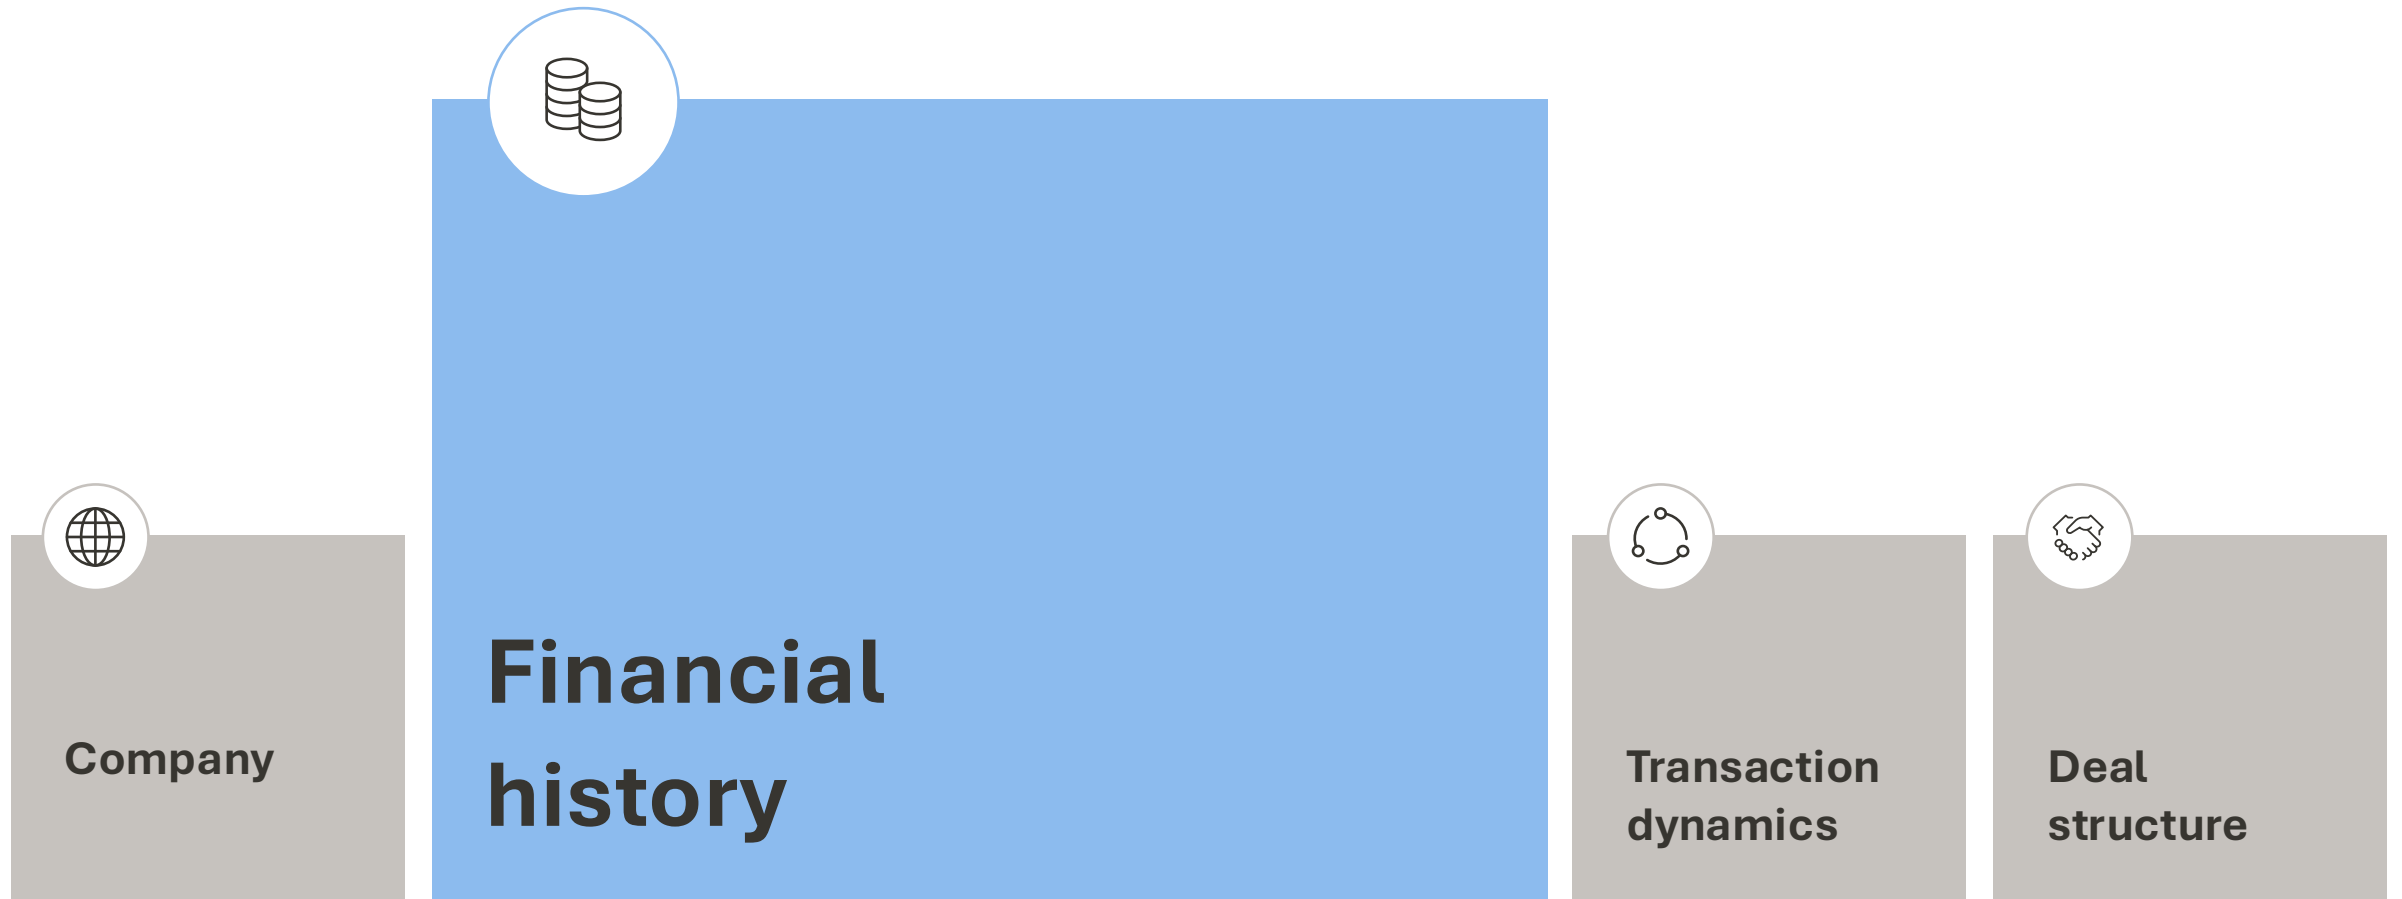 Company
Financial
history
Transaction
dynamics
Deal
structure